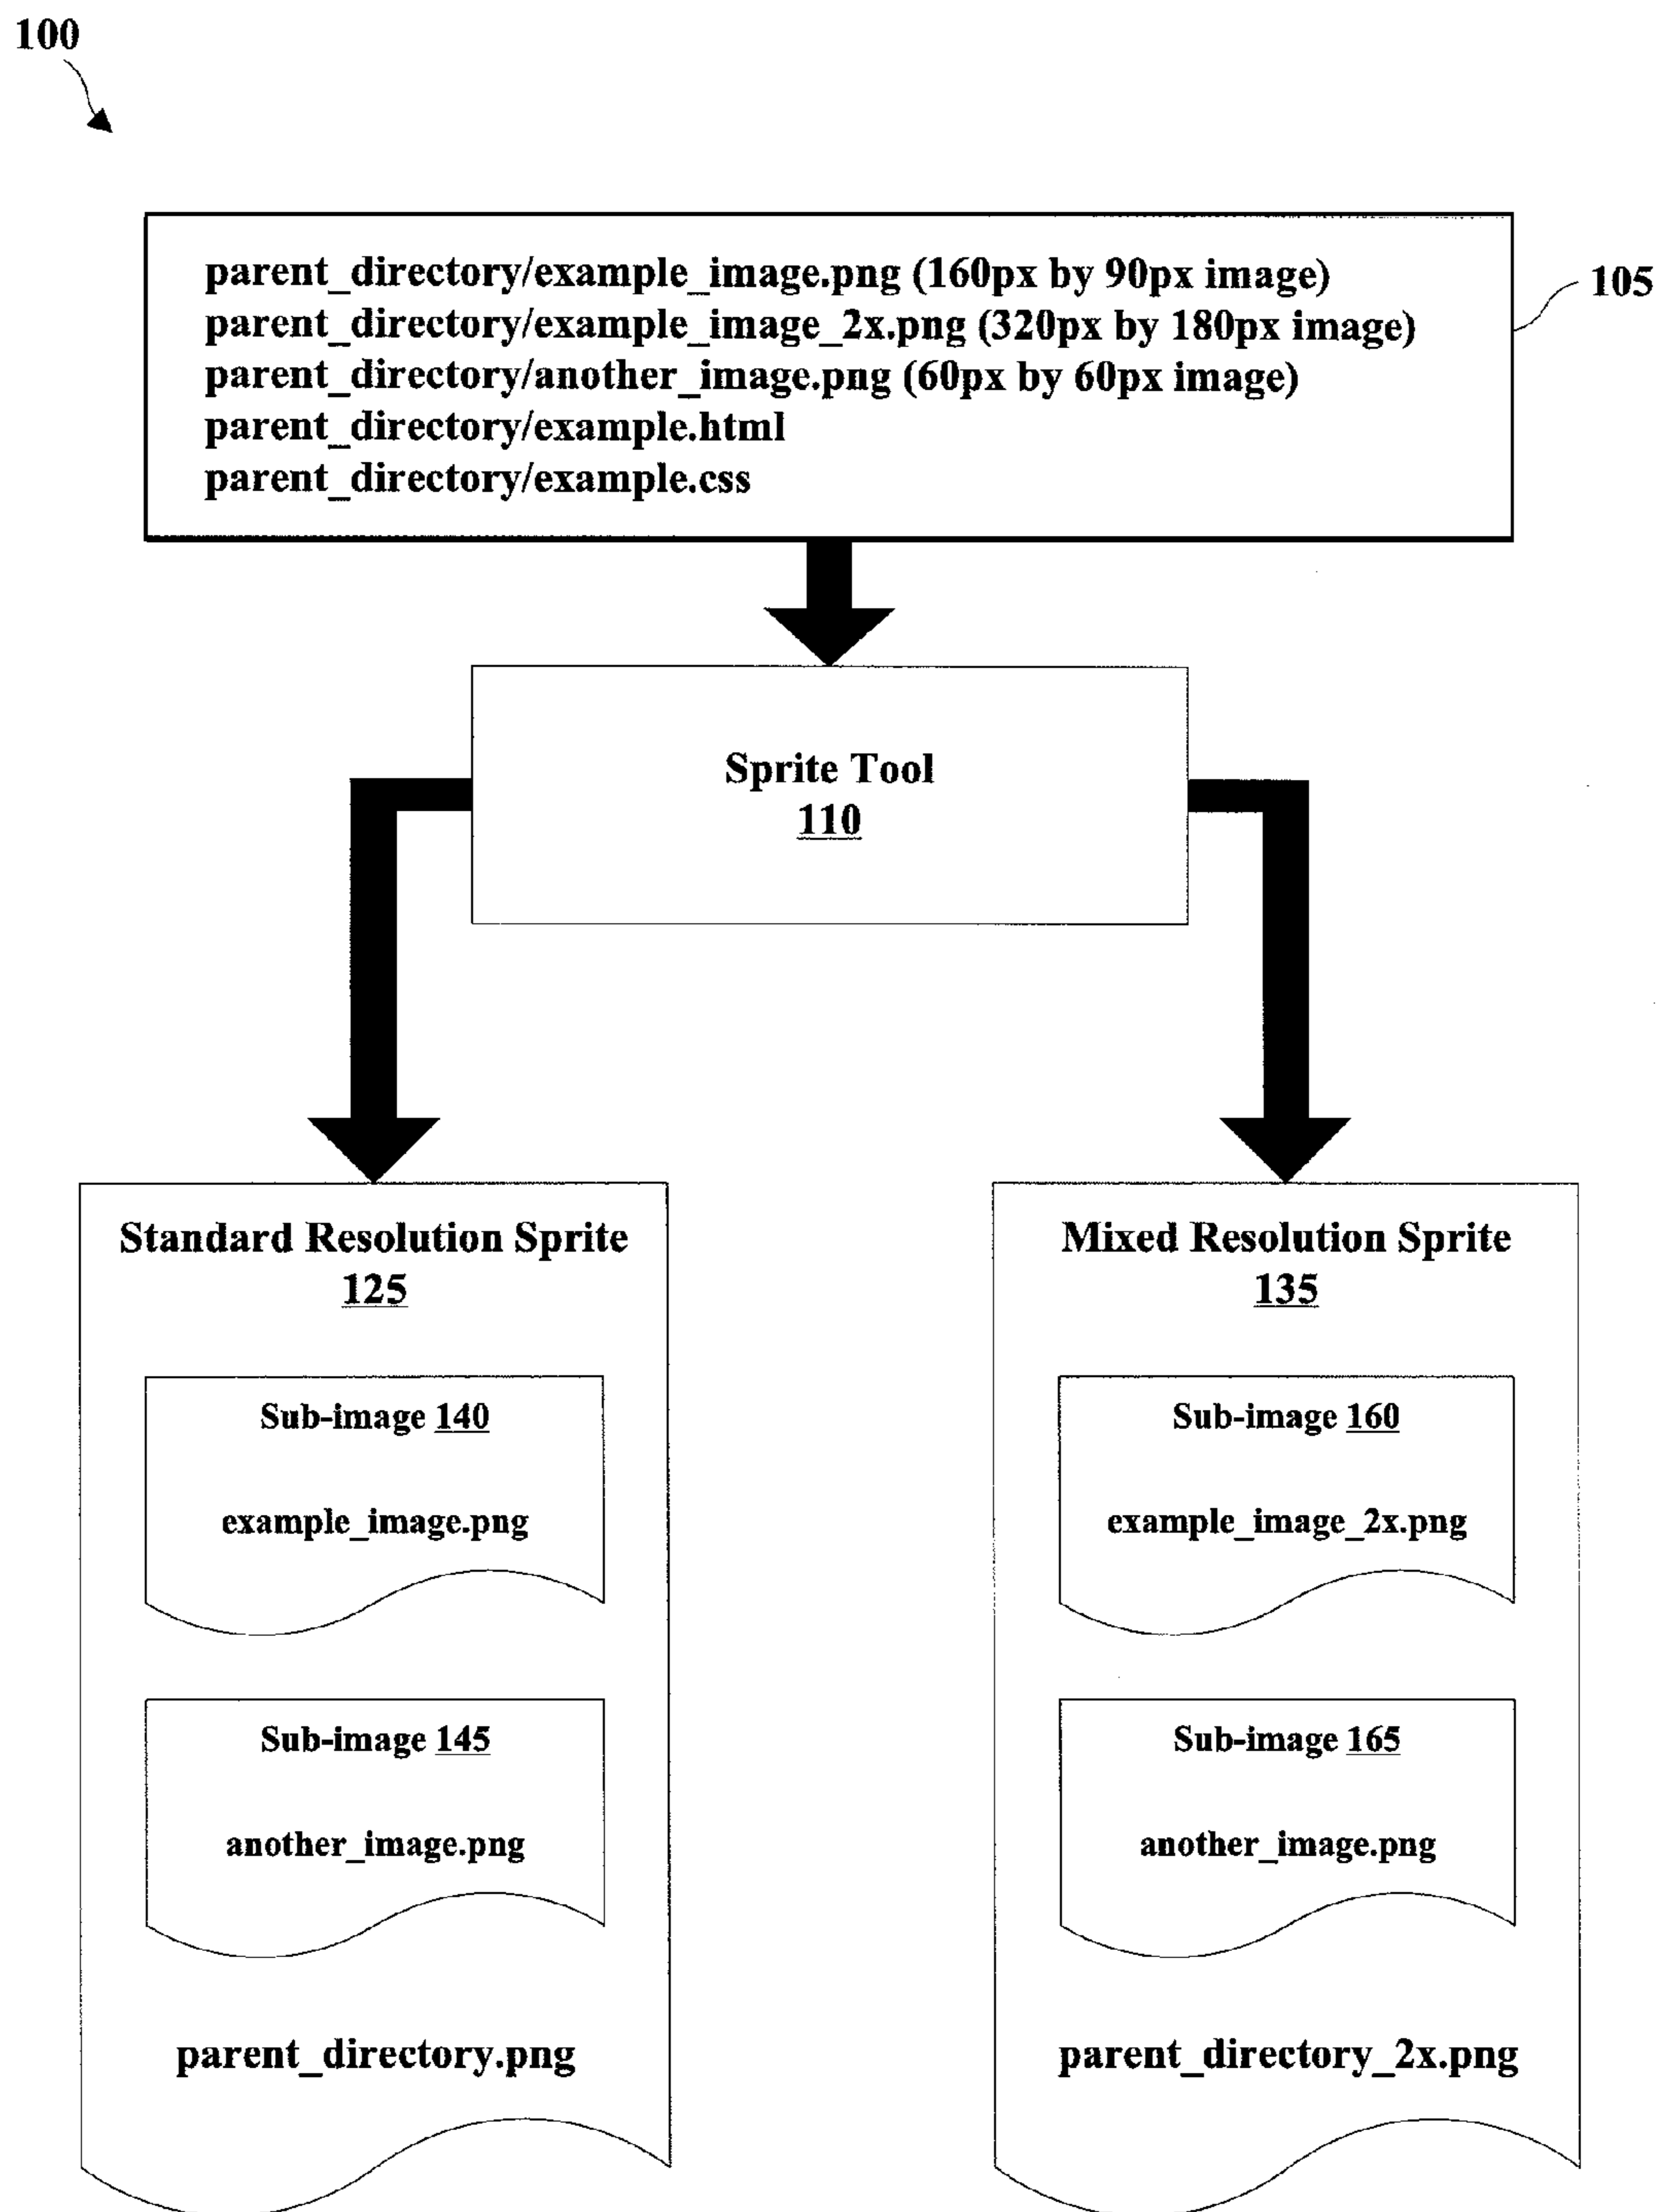 100
parent_directory/example_image.png (160px by 90px image)
105
parent_directory/example_image_2x.png (320px by 180px image)
parent_directory/another_image.png (60px by 60px image)
parent_directory/example.html
parent_directory/example.css
Sprite Tool
110
Standard Resolution Sprite
125
Sub-image 140
example_image.png
Sub-image 145
another_image.png
parent_directory.png
Mixed Resolution Sprite
135
Sub-image 160
example_image_2x.png
Sub-image 165
another_image.png
parent_directory_2x.png